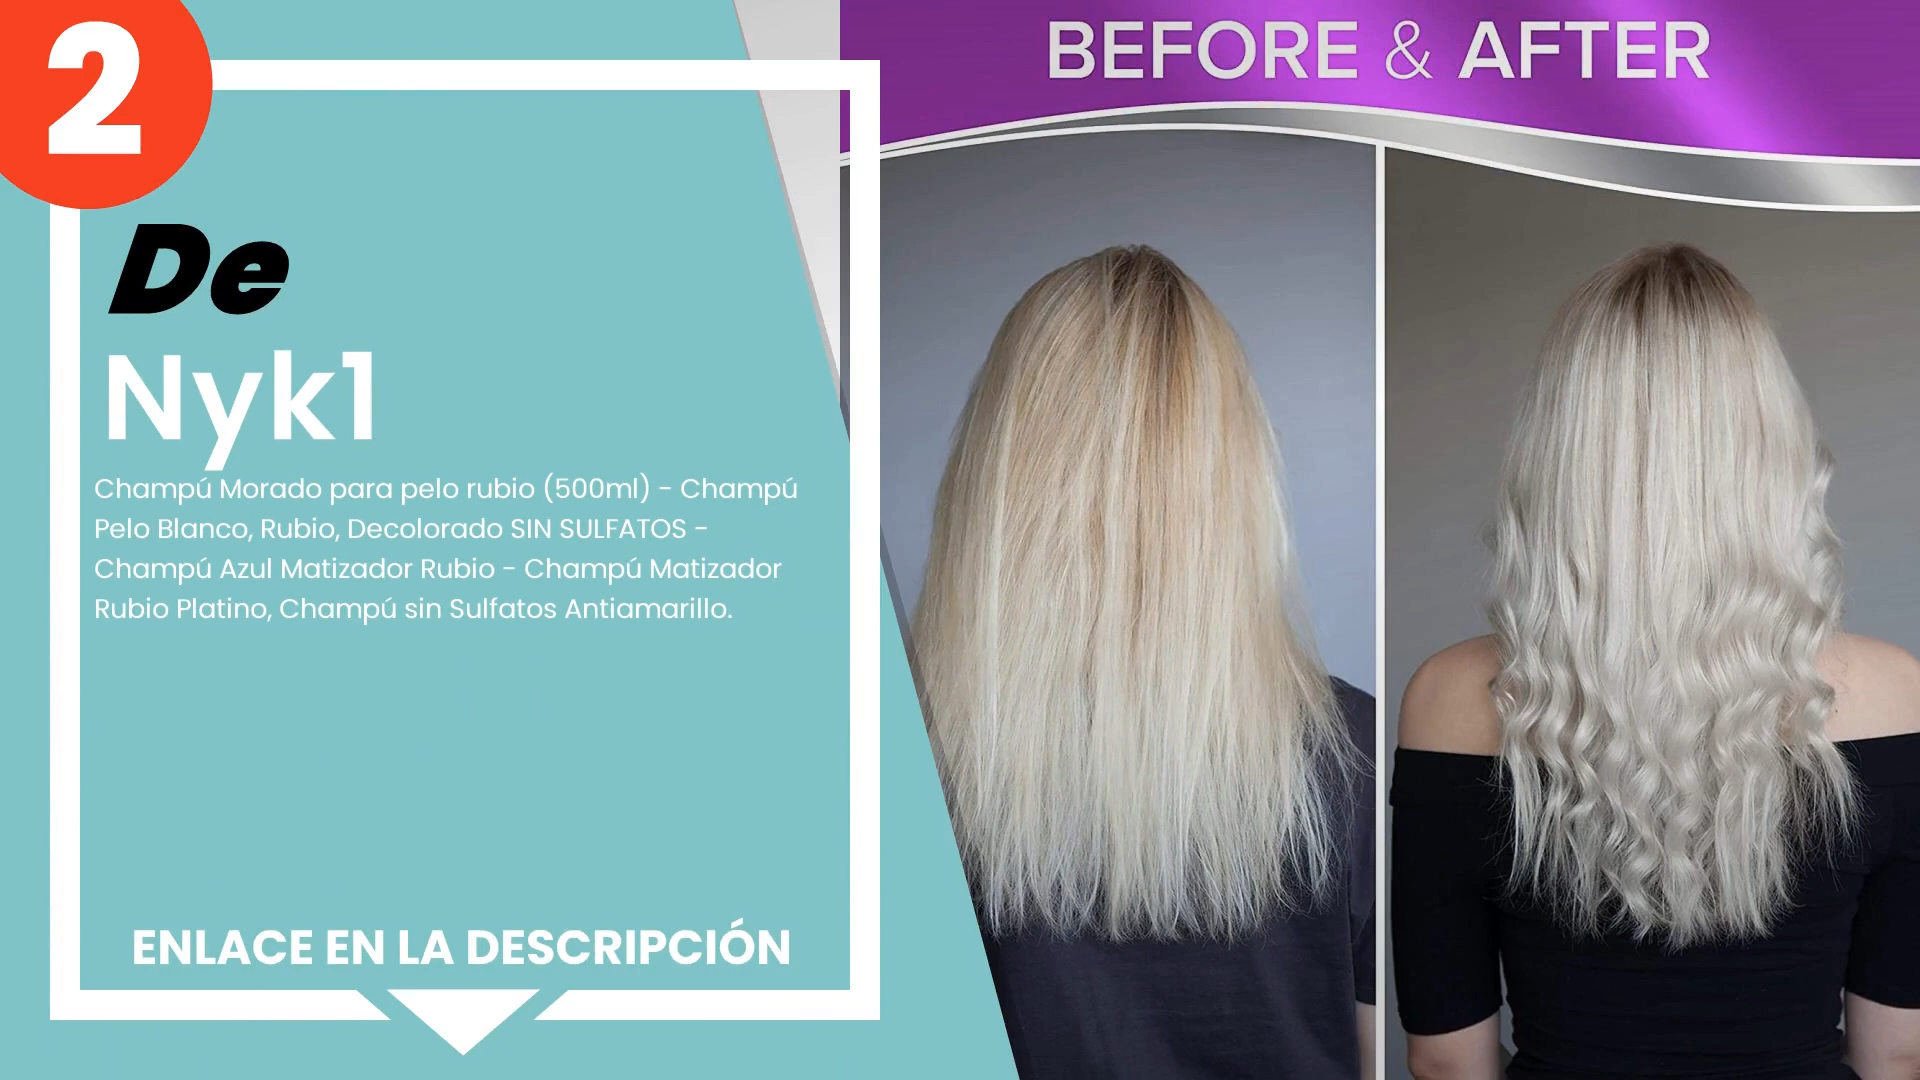 2
BEFORE & AFTER
De
Nyk1
Champú Morado para pelo rubio (500ml) - Champú
Pelo Blanco, Rubio, Decolorado SIN SULFATOS -
Champú Azul Matizador Rubio - Champú Matizador
Rubio Platino, Champú sin Sulfatos Antiamarillo.
ENLACE EN LA DESCRIPCIÓN